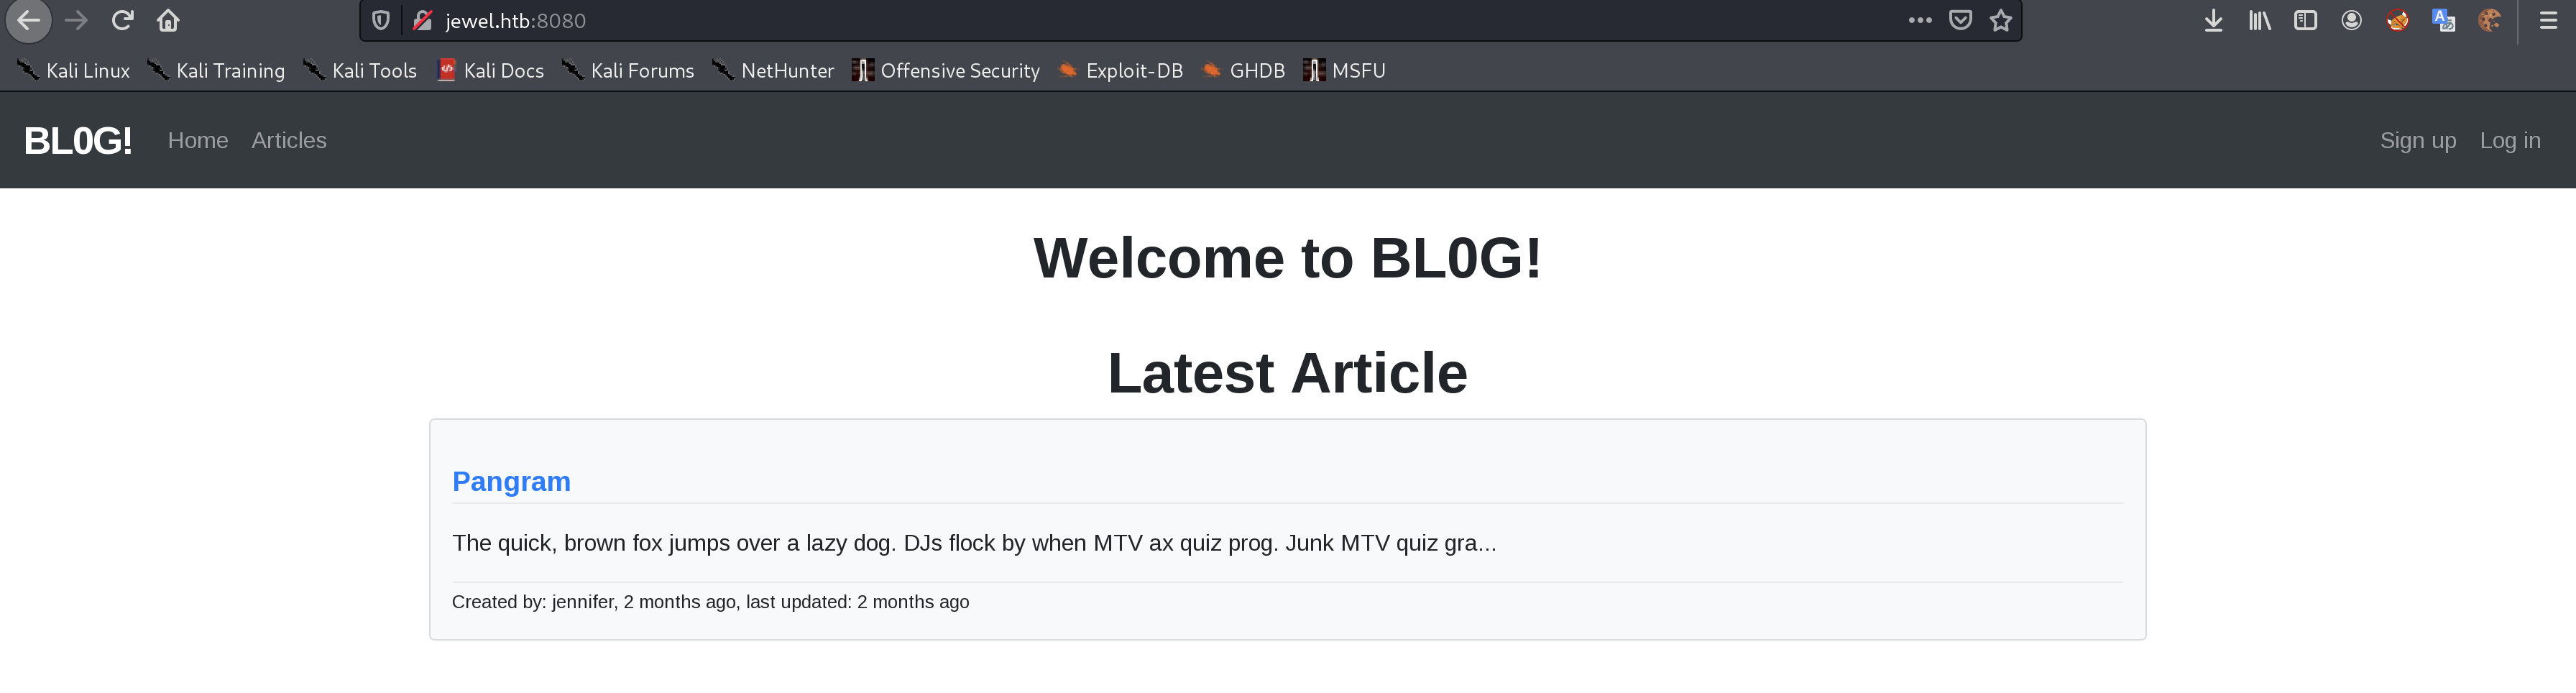 jewel.htb:8080
Kali Linux Kali Training Kali Tools Kali Docs Kali Forums NetHunter Offensive Security Exploit-DB GHDB MSFU
BL0G! Home Articles Sign up Log in
Welcome to BL0G!
Latest Article
Pangram
The quick, brown fox jumps over a lazy dog. DJs flock by when MTV ax quiz prog. Junk MTV quiz gra...
Created by: jennifer, 2 months ago, last updated: 2 months ago